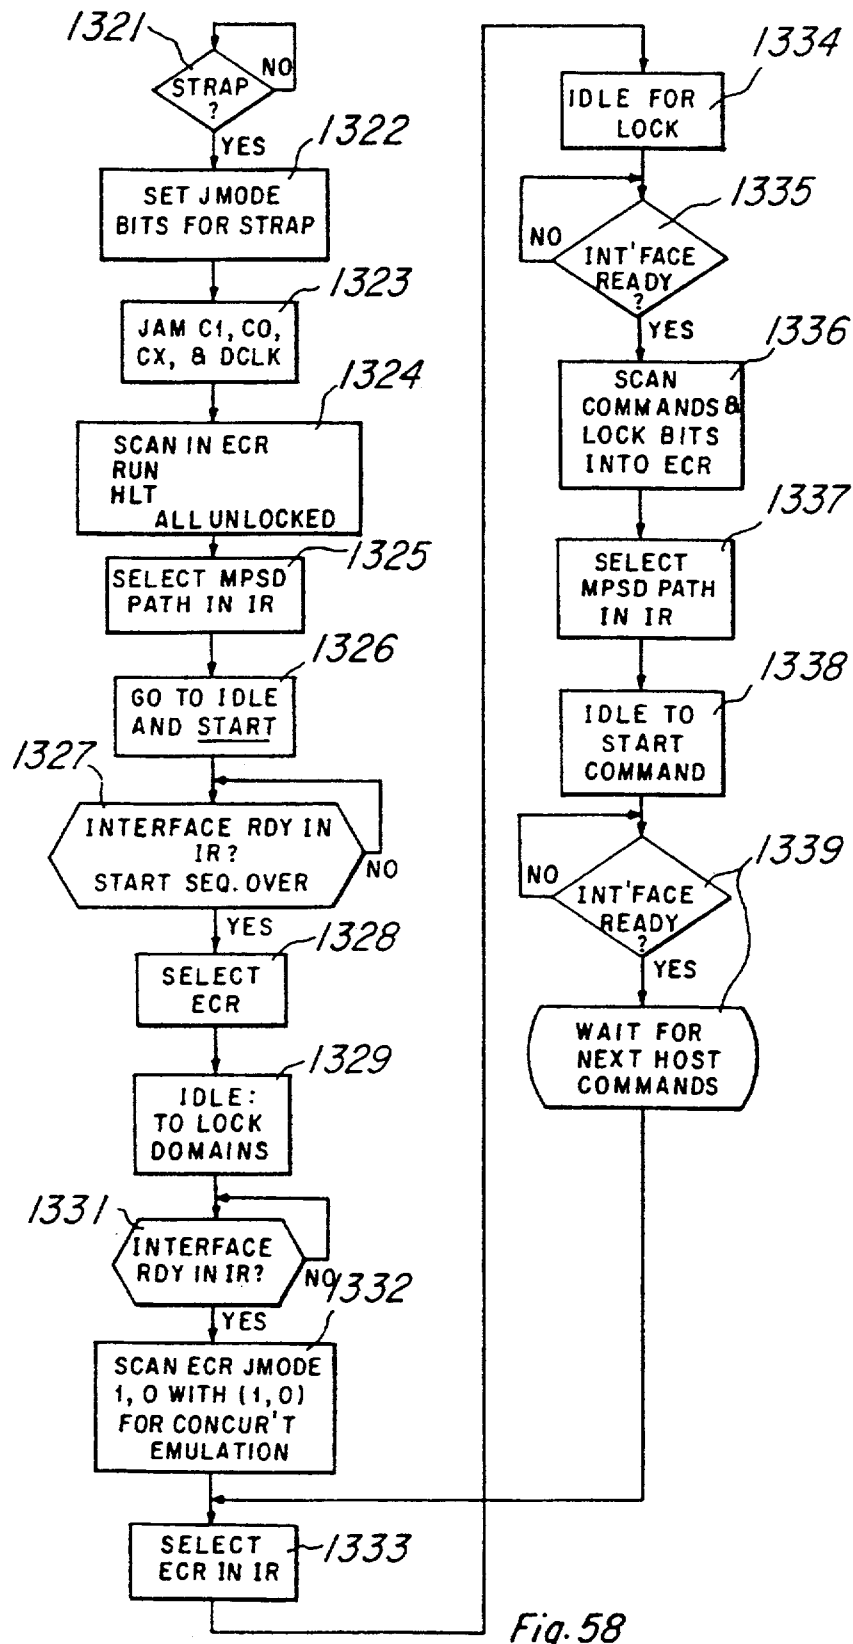 1321
STRAP
?
NO
YES
1322
SET JMODE
BITS FOR STRAP
1323
JAM C1, C0,
CX, & DCLK
1324
SCAN IN ECR
RUN
HLT
ALL UNLOCKED
1325
SELECT MPSD
PATH IN IR
1326
GO TO IDLE
AND START
1327
INTERFACE RDY IN
IR?
START SEQ. OVER
NO
YES
1328
SELECT
ECR
1329
IDLE:
TO LOCK
DOMAINS
1331
INTERFACE
RDY IN IR?
NO
YES
1332
SCAN ECR JMODE
1, 0 WITH (1, 0)
FOR CONCUR'T
EMULATION
1333
SELECT
ECR IN IR
1334
IDLE FOR
LOCK
1335
NO
INT'FACE
READY
?
YES
1336
SCAN
COMMANDS &
LOCK BITS
INTO ECR
1337
SELECT
MPSD PATH
IN IR
1338
IDLE TO
START
COMMAND
1339
NO
INT'FACE
READY
?
YES
WAIT FOR
NEXT HOST
COMMANDS
Fig. 58